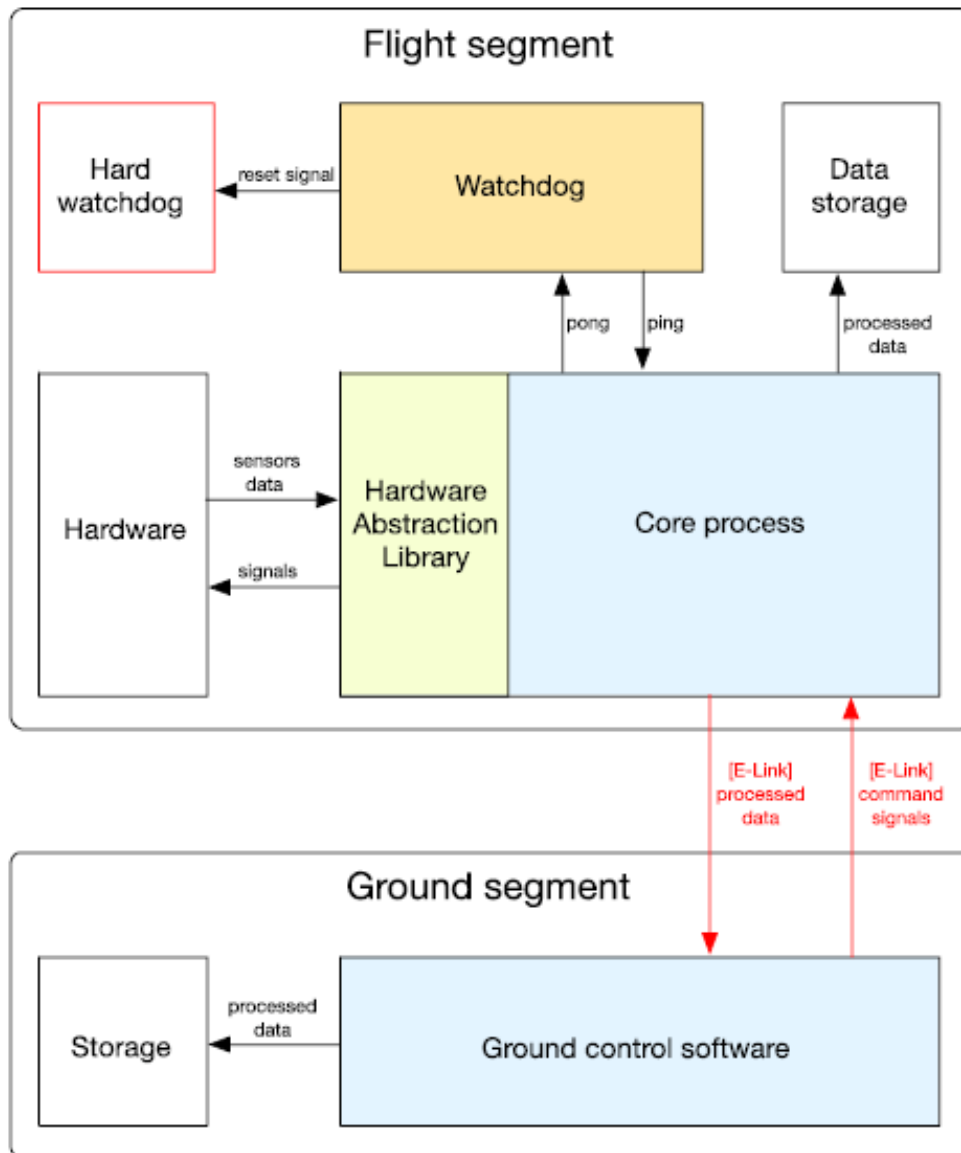 Flight segment
Hard
watchdog
reset signal
Watchdog
Data
storage
pong
ping
processed
data
Hardware
sensors
data
signals
Hardware
Abstraction
Library
Core process
[E-Link]
processed
data
[E-Link]
command
signals
Ground segment
Storage
processed
data
Ground control software